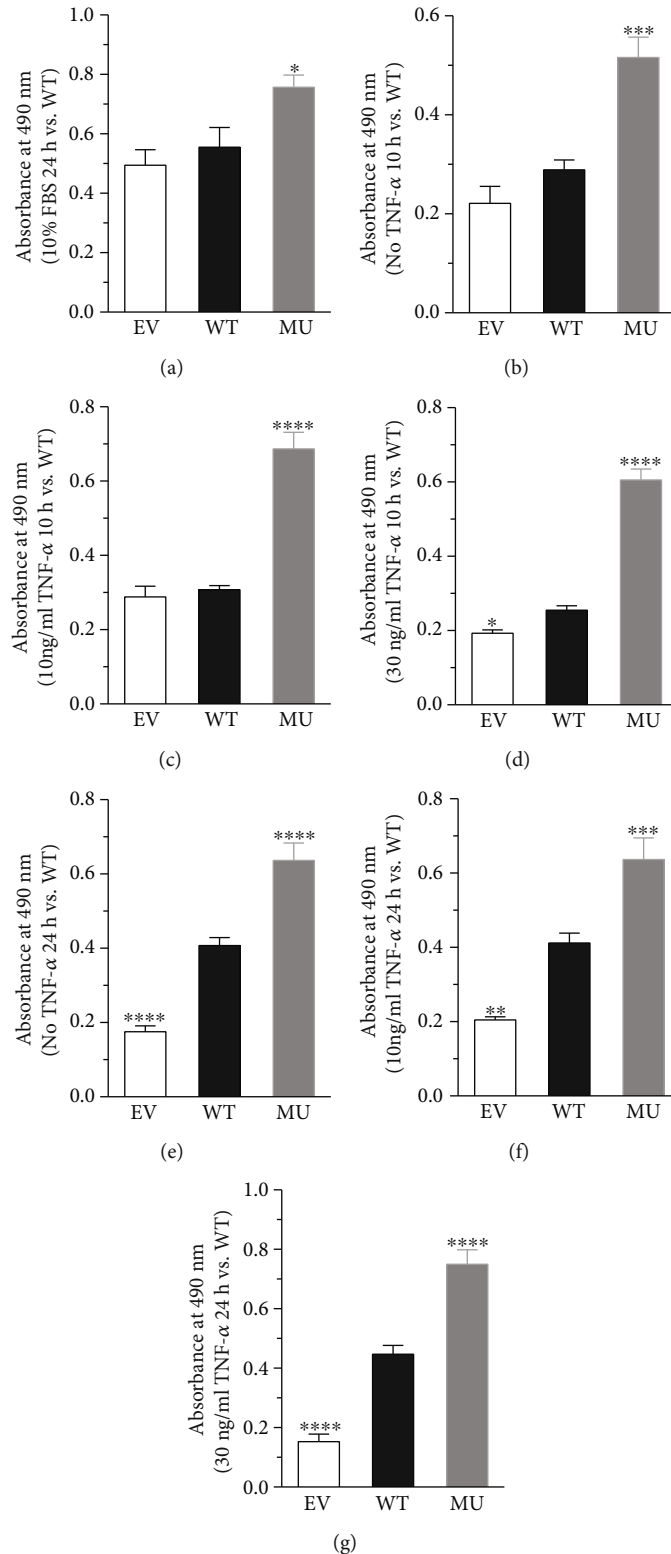 Absorbance at 490 nm
(10% FBS 24 h vs. WT)
1.0
0.8
0.6
0.4
0.2
0.0
*
EV WT MU
(a)
Absorbance at 490 nm
(No TNF-α 10 h vs. WT)
0.6
0.4
0.2
0.0
***
EV WT MU
(b)
Absorbance at 490 nm
(10ng/ml TNF-α 10 h vs. WT)
0.8
0.6
0.4
0.2
0.0
****
EV WT MU
(c)
Absorbance at 490 nm
(30 ng/ml TNF-α 10 h vs. WT)
0.8
0.6
0.4
0.2
0.0
* ****
EV WT MU
(d)
Absorbance at 490 nm
(No TNF-α 24 h vs. WT)
0.8
0.6
0.4
0.2
0.0
**** ****
EV WT MU
(e)
Absorbance at 490 nm
(10ng/ml TNF-α 24 h vs. WT)
0.8
0.6
0.4
0.2
0.0
** ***
EV WT MU
(f)
Absorbance at 490 nm
(30 ng/ml TNF-α 24 h vs. WT)
1.0
0.8
0.6
0.4
0.2
0.0
**** ****
EV WT MU
(g)